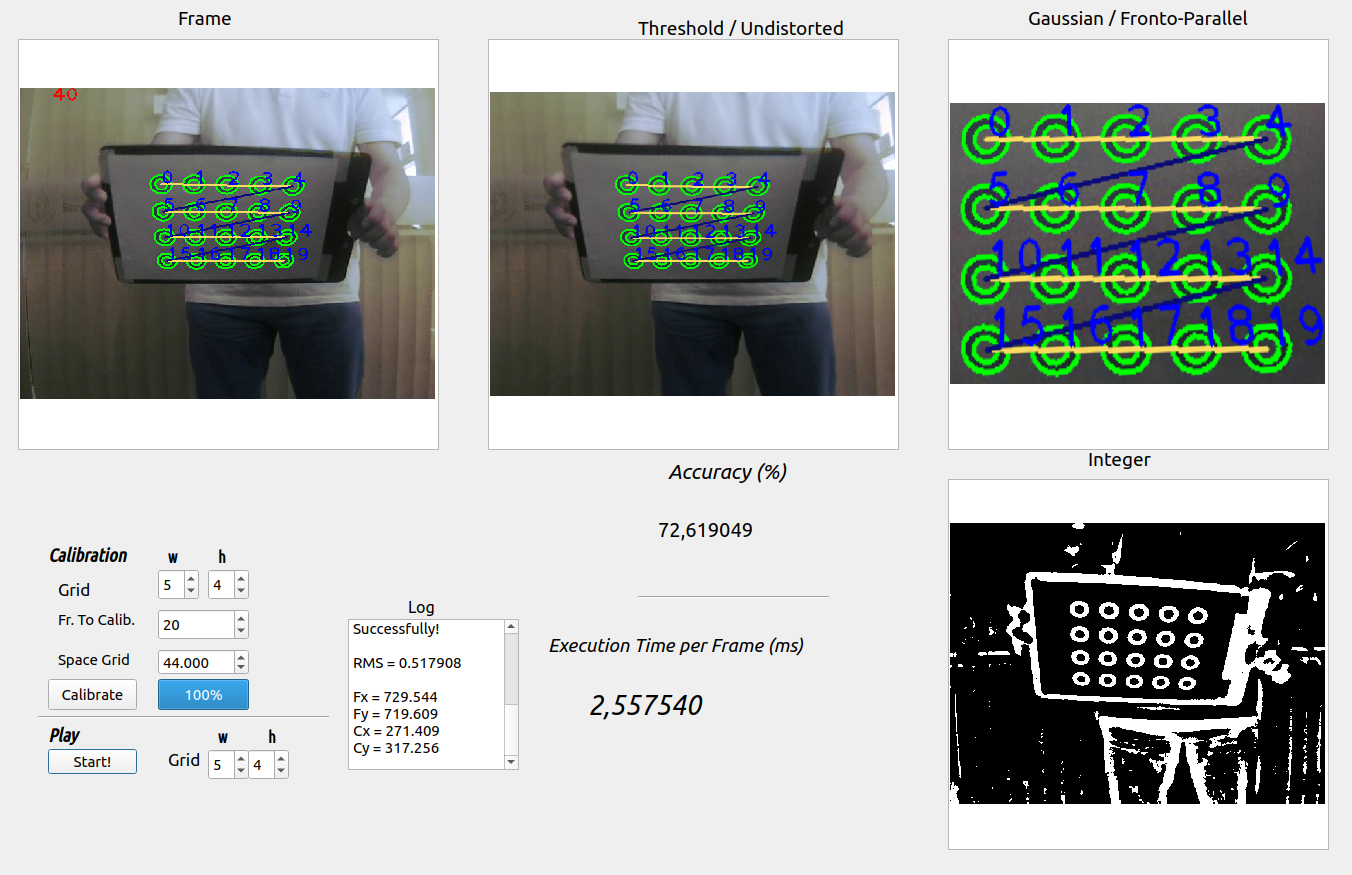 Frame
Threshold / Undistorted
Gaussian / Fronto-Parallel
40
0 1 2 3 4
5 6 7 8 9
10 11 12 13 14
15 16 17 18 19
0 1 2 3 4
5 6 7 8 9
10 11 12 13 14
15 16 17 18 19
0 1 2 3 4
5 6 7 8 9
10 11 12 13 14
15 16 17 18 19
Accuracy (%)
72,619049
Integer
Calibration w h
Grid 5 4
Fr. To Calib. 20
Space Grid 44.000
Calibrate 100%
Play w h
Start! Grid 5 4
Log
Successfully!
RMS = 0.517908
Fx = 729.544
Fy = 719.609
Cx = 271.409
Cy = 317.256
Execution Time per Frame (ms)
2,557540